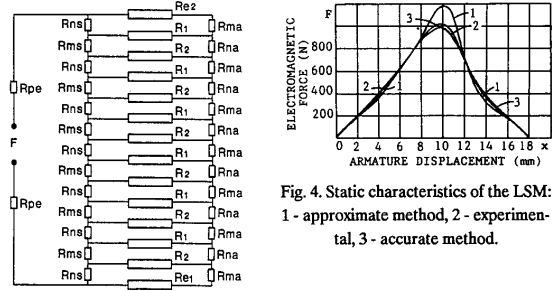 Re2
Rns R1 Rma
Rms R2 Rna
Rns R1 Rma
Rpe Rms R2 Rna
Rns R1 Rma
F Rms R2 Rna
Rns R1 Rma
Rms R2 Rna
Rpe Rns R1 Rma
Rms R2 Rna
Rns R1 Rma
Rms R2 Rna
Rns Re1 Rma
ELECTROMAGNETIC
FORCE (N)
F
800
600
400
200
3
1
2
2
1
1
3
0 2 4 6 8 10 12 14 16 18 x
ARMATURE DISPLACEMENT (mm)
Fig. 4. Static characteristics of the LSM:
1 - approximate method, 2 - experimen-
tal, 3 - accurate method.